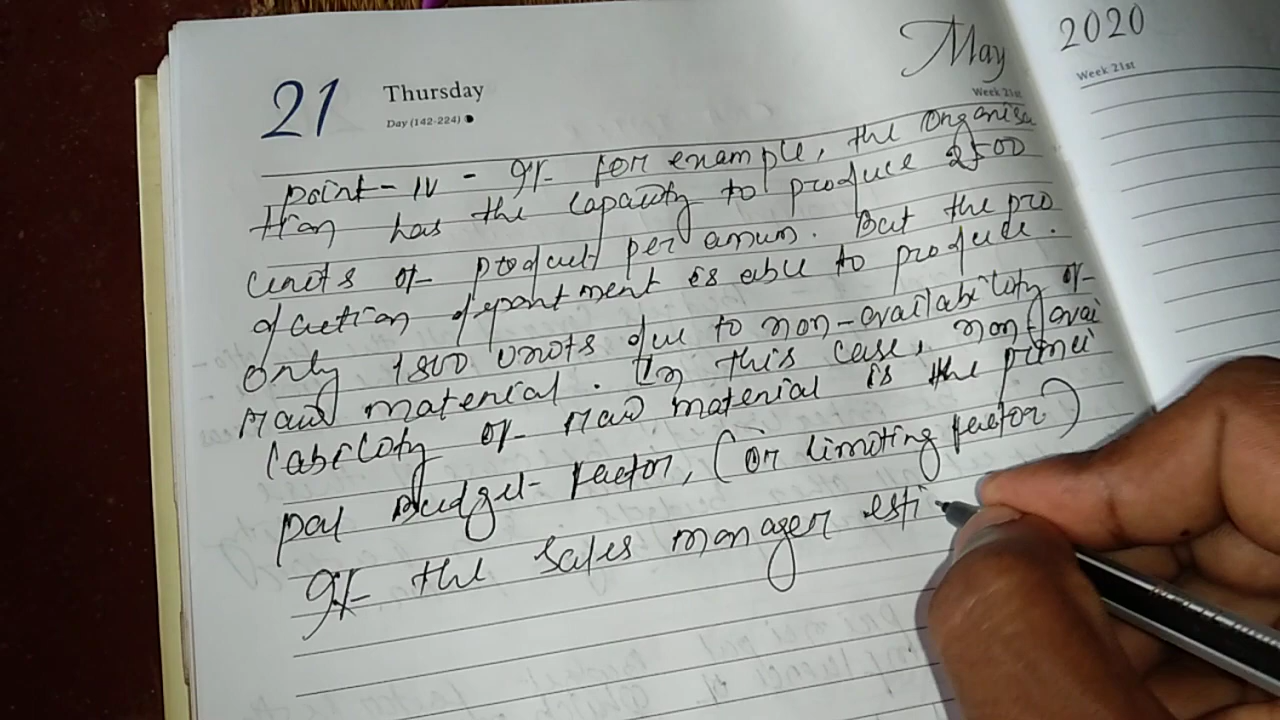 May
2020
21
Thursday
Day (142-224)
Week 21st
Week 21st
Point-IV - If for example, the Organisa
tion has the capacity to produce 2500
units of product per annum. But the pro
duction department is able to produce.
only 1800 units due to non-availability of
raw material. In this case, non-avai
lability of raw material is the princi
pal Budget factor, (or limiting factor)
If the sales manager esti